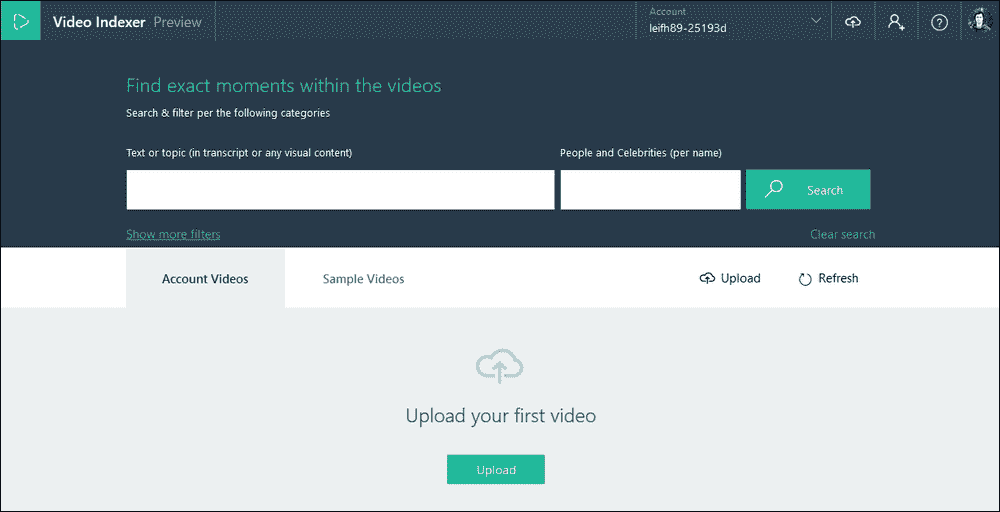 Video Indexer Preview
Account
leifh89-25193d
Find exact moments within the videos
Search & filter per the following categories
Text or topic (in transcript or any visual content)
People and Celebrities (per name)
Search
Show more filters
Clear search
Account Videos
Sample Videos
Upload
Refresh
Upload your first video
Upload